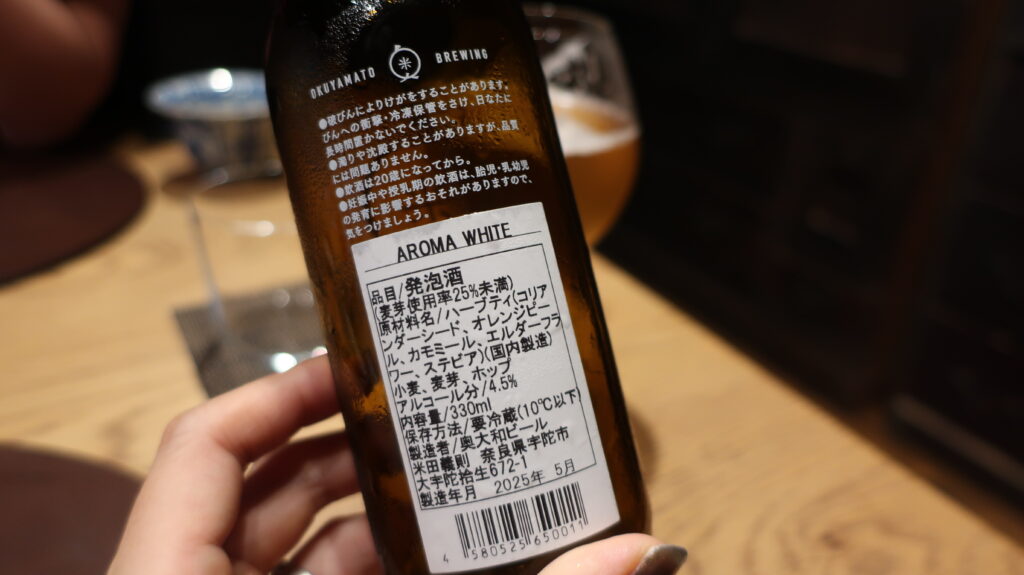 OKUYAMATO 米 BREWING
●破びんによりけがをすることがあります。
びんへの衝撃・冷凍保管をさけ、日なたに
長時間置かないでください。
●濁りや沈殿することがありますが、品質
には問題ありません。
●飲酒は20歳になってから。
●妊娠中や授乳期の飲酒は、胎児・乳幼児
の発育に影響するおそれがありますので、
気をつけましょう。
AROMA WHITE
品目/発泡酒
(麦芽使用率25%未満)
原材料名/ハーブティ(コリア
ンダーシード、オレンジピー
ル、カモミール、エルダーフラ
ワー、ステビア)(国内製造)
小麦、麦芽、ホップ
アルコール分/4.5%
内容量/330ml
保存方法/要冷蔵(10℃以下)
製造者/奥大和ビール
米田義則 奈良県宇陀市
大宇陀拾生672-1
製造年月 2025年 5月
4 580525 650011